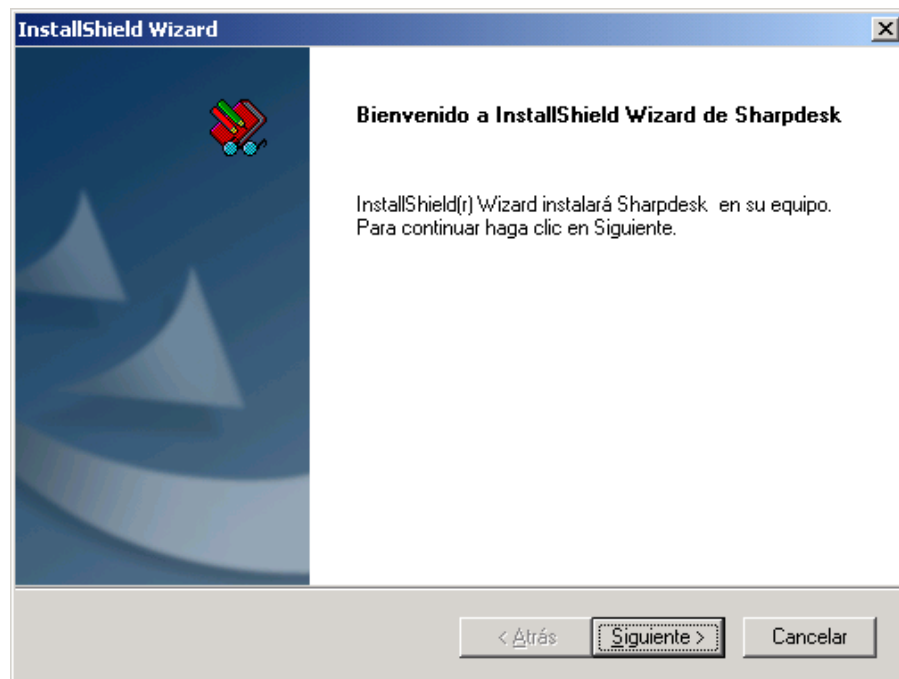 InstallShield Wizard
Bienvenido a InstallShield Wizard de Sharpdesk
InstallShield(r) Wizard instalará Sharpdesk en su equipo.
Para continuar haga clic en Siguiente.
< Atrás
Siguiente >
Cancelar